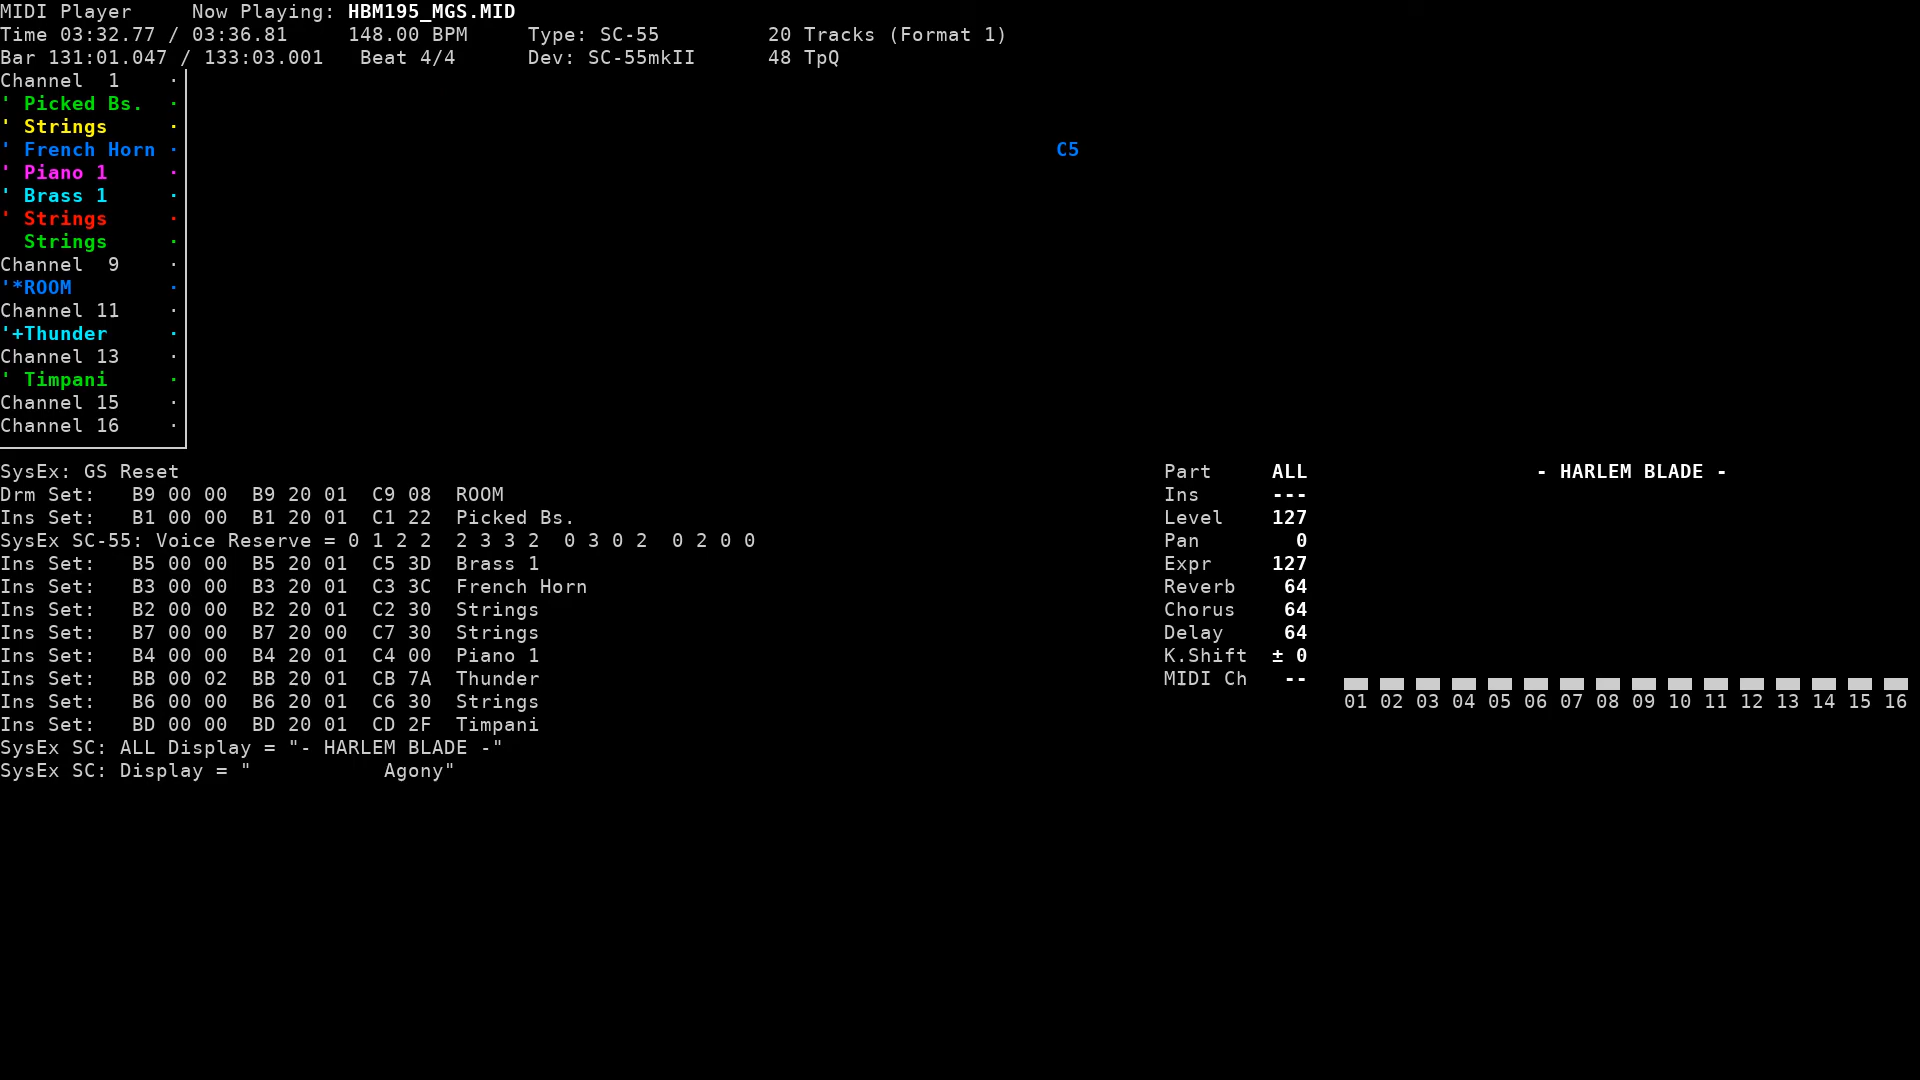 MIDI Player     Now Playing: HBM195_MGS.MID
Time 03:32.77 / 03:36.81     148.00 BPM     Type: SC-55     20 Tracks (Format 1)
Bar 131:01.047 / 133:03.001   Beat 4/4     Dev: SC-55mkII     48 TpQ
Channel  1    ·
' Picked Bs.  ·
' Strings     ·
' French Horn ·     C5
' Piano 1     ·
' Brass 1     ·
' Strings     ·
  Strings     ·
Channel  9    ·
'*ROOM        ·
Channel 11    ·
'+Thunder     ·
Channel 13    ·
' Timpani     ·
Channel 15    ·
Channel 16    ·
SysEx: GS Reset     Part     ALL     - HARLEM BLADE -
Drm Set:   B9 00 00  B9 20 01  C9 08  ROOM     Ins      ---
Ins Set:   B1 00 00  B1 20 01  C1 22  Picked Bs.     Level    127
SysEx SC-55: Voice Reserve = 0 1 2 2  2 3 3 2  0 3 0 2  0 2 0 0     Pan        0
Ins Set:   B5 00 00  B5 20 01  C5 3D  Brass 1     Expr     127
Ins Set:   B3 00 00  B3 20 01  C3 3C  French Horn     Reverb    64
Ins Set:   B2 00 00  B2 20 01  C2 30  Strings     Chorus    64
Ins Set:   B7 00 00  B7 20 00  C7 30  Strings     Delay     64
Ins Set:   B4 00 00  B4 20 01  C4 00  Piano 1     K.Shift  ± 0
Ins Set:   BB 00 02  BB 20 01  CB 7A  Thunder     MIDI Ch   --
Ins Set:   B6 00 00  B6 20 01  C6 30  Strings     01 02 03 04 05 06 07 08 09 10 11 12 13 14 15 16
Ins Set:   BD 00 00  BD 20 01  CD 2F  Timpani
SysEx SC: ALL Display = "- HARLEM BLADE -"
SysEx SC: Display = "           Agony"